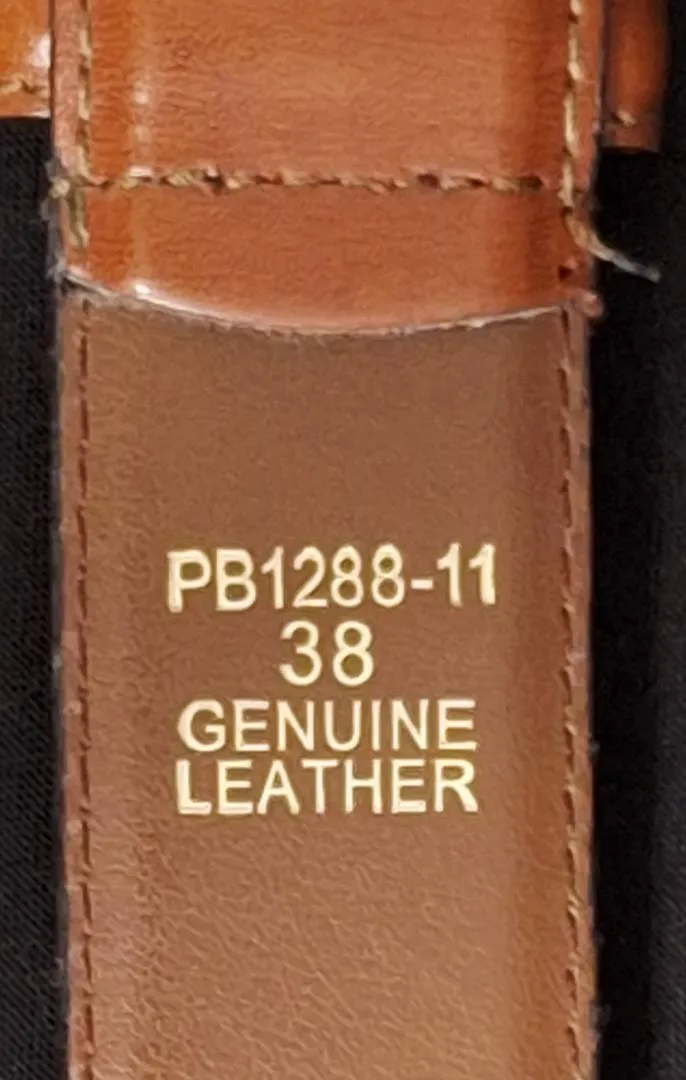 PB1288-11
38
GENUINE
LEATHER